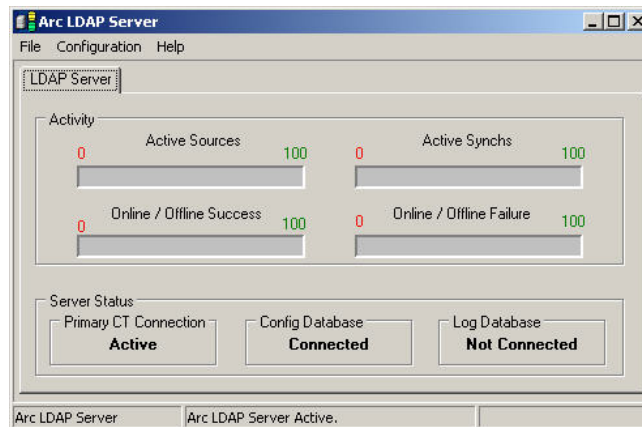 Arc LDAP Server
File Configuration Help
LDAP Server
Activity
Active Sources
0 100
Active Synchs
0 100
Online / Offline Success
0 100
Online / Offline Failure
0 100
Server Status
Primary CT Connection
Active
Config Database
Connected
Log Database
Not Connected
Arc LDAP Server
Arc LDAP Server Active.